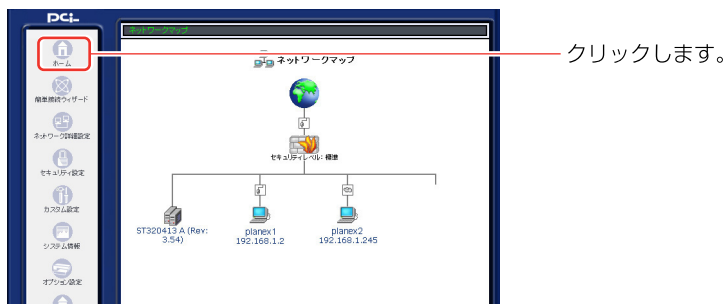 PCi
ネットワークマップ
ホーム
クリックします。
ネットワークマップ
簡単接続ウィザード
ネットワーク詳細設定
セキュリティレベル: 標準
セキュリティ設定
カスタム設定
ST320413 A (Rev:
3.54)
planex1
192.168.1.2
planex2
192.168.1.245
システム情報
オプション設定